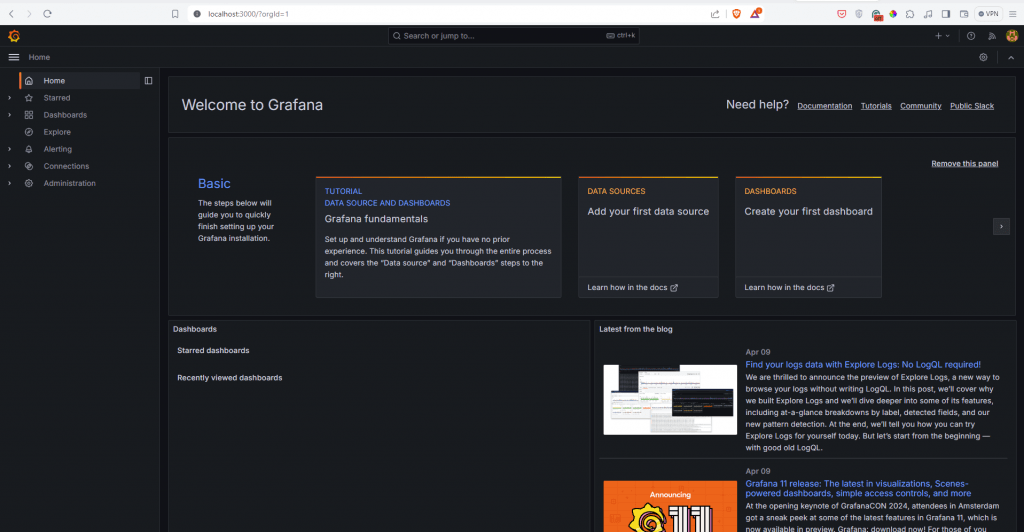 localhost:3000/?orgId=1
VPN
Search or jump to...
ctrl+k
Home
Home
Starred
Dashboards
Explore
Alerting
Connections
Administration
Welcome to Grafana
Need help?
Documentation
Tutorials
Community
Public Slack
Remove this panel
Basic
The steps below will
guide you to quickly
finish setting up your
Grafana installation.
TUTORIAL
DATA SOURCE AND DASHBOARDS
Grafana fundamentals
Set up and understand Grafana if you have no prior
experience. This tutorial guides you through the entire process
and covers the “Data source” and “Dashboards” steps to the
right.
DATA SOURCES
Add your first data source
Learn how in the docs
DASHBOARDS
Create your first dashboard
Learn how in the docs
Dashboards
Starred dashboards
Recently viewed dashboards
Latest from the blog
Apr 09
Find your logs data with Explore Logs: No LogQL required!
We are thrilled to announce the preview of Explore Logs, a new way to
browse your logs without writing LogQL. In this post, we’ll cover why
we built Explore Logs and we’ll dive deeper into some of its features,
including at-a-glance breakdowns by label, detected fields, and our
new pattern detection. At the end, we’ll tell you how you can try
Explore Logs for yourself today. But let’s start from the beginning —
with good old LogQL.
Apr 09
Grafana 11 release: The latest in visualizations, Scenes-
powered dashboards, simple access controls, and more
At the opening keynote of GrafanaCON 2024, attendees in Amsterdam
got a sneak peek at some of the latest features in Grafana 11, which is
now available in preview. Grafana: download now! For those of you
Announcing